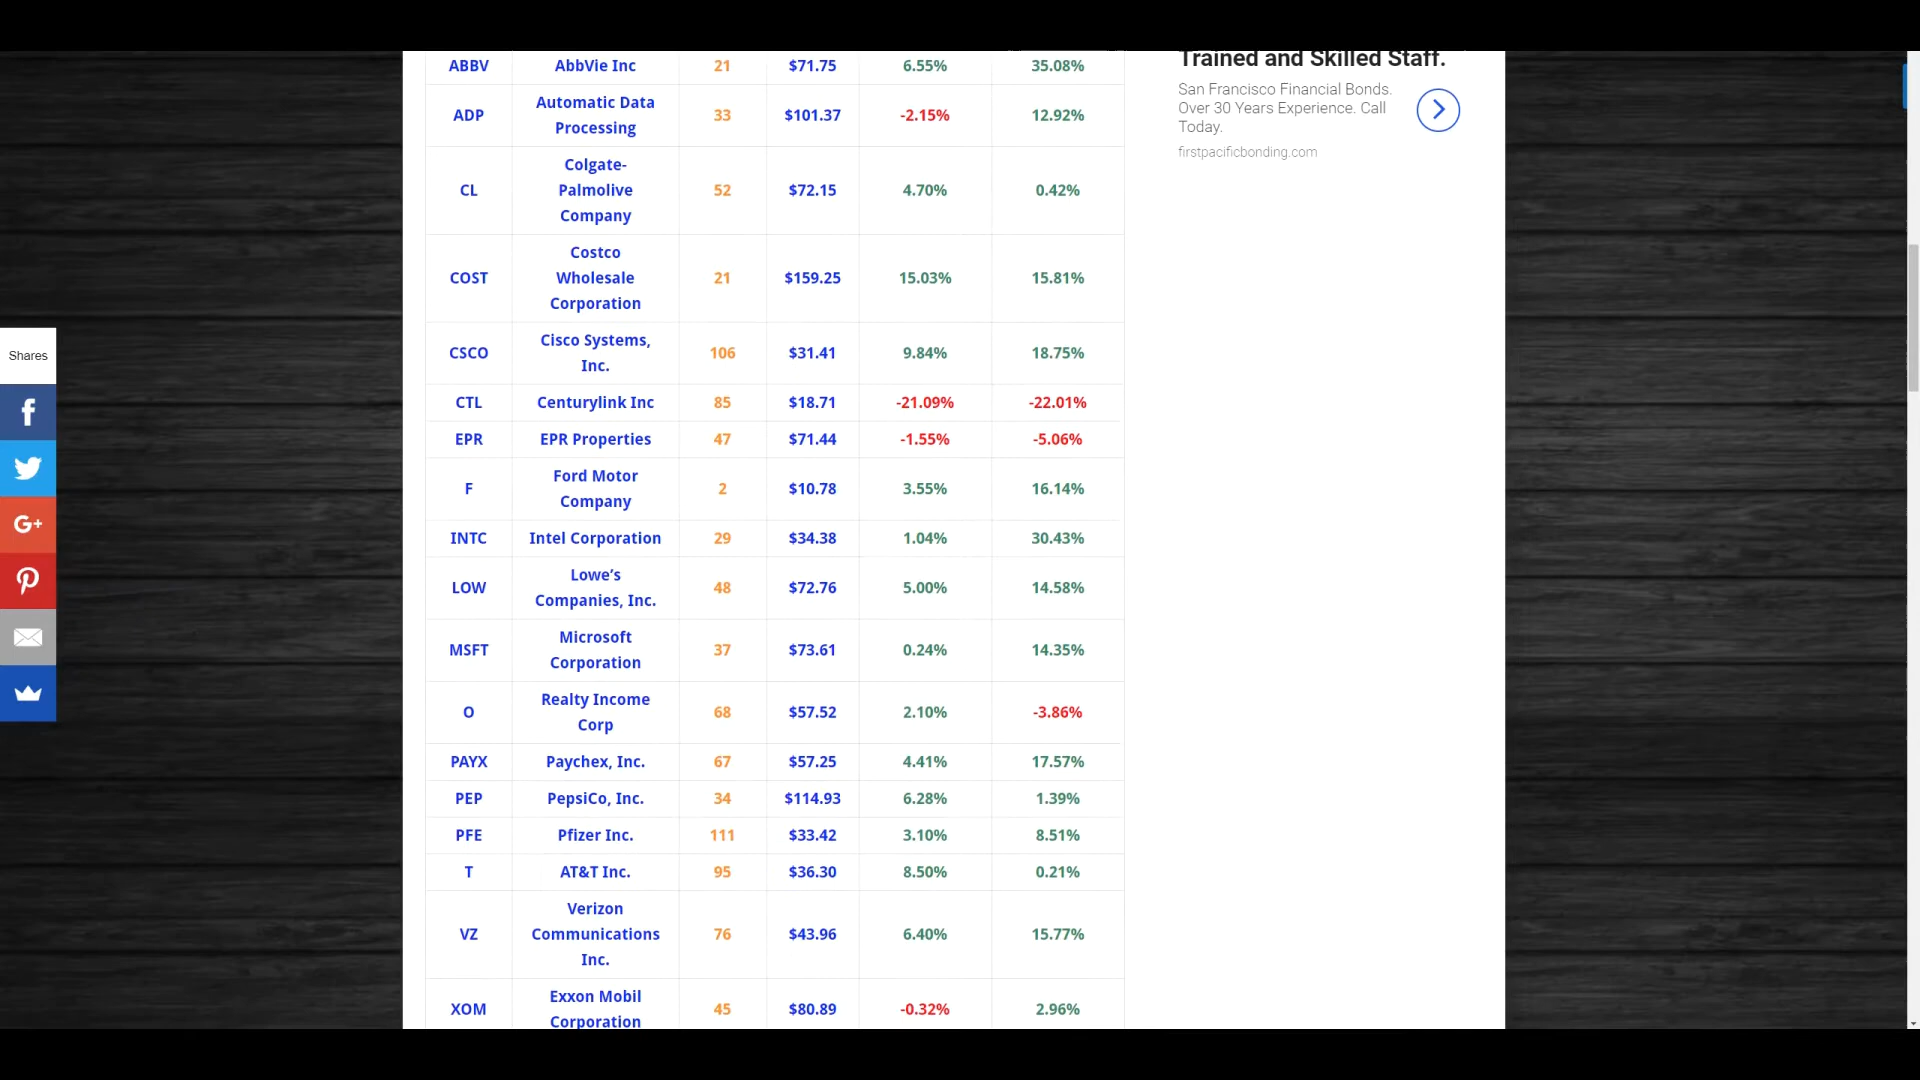 Trained and Skilled Staff.
San Francisco Financial Bonds.
Over 30 Years Experience. Call
Today.
firstpacificbonding.com
Shares
f
G+
ABBV AbbVie Inc 21 $71.75 6.55% 35.08%
ADP Automatic Data Processing 33 $101.37 -2.15% 12.92%
CL Colgate-Palmolive Company 52 $72.15 4.70% 0.42%
COST Costco Wholesale Corporation 21 $159.25 15.03% 15.81%
CSCO Cisco Systems, Inc. 106 $31.41 9.84% 18.75%
CTL Centurylink Inc 85 $18.71 -21.09% -22.01%
EPR EPR Properties 47 $71.44 -1.55% -5.06%
F Ford Motor Company 2 $10.78 3.55% 16.14%
INTC Intel Corporation 29 $34.38 1.04% 30.43%
LOW Lowe’s Companies, Inc. 48 $72.76 5.00% 14.58%
MSFT Microsoft Corporation 37 $73.61 0.24% 14.35%
O Realty Income Corp 68 $57.52 2.10% -3.86%
PAYX Paychex, Inc. 67 $57.25 4.41% 17.57%
PEP PepsiCo, Inc. 34 $114.93 6.28% 1.39%
PFE Pfizer Inc. 111 $33.42 3.10% 8.51%
T AT&T Inc. 95 $36.30 8.50% 0.21%
VZ Verizon Communications Inc. 76 $43.96 6.40% 15.77%
XOM Exxon Mobil Corporation 45 $80.89 -0.32% 2.96%